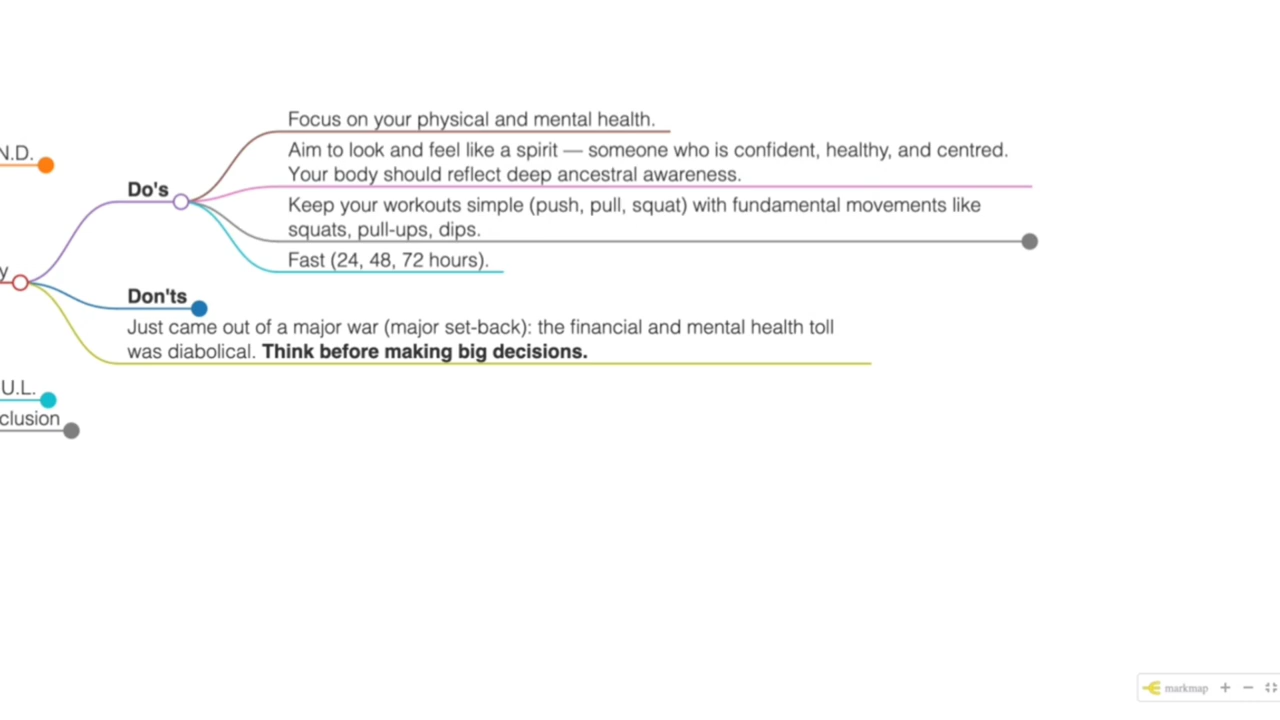 Focus on your physical and mental health.
N.D.
Aim to look and feel like a spirit — someone who is confident, healthy, and centred.
Your body should reflect deep ancestral awareness.
Do's
Keep your workouts simple (push, pull, squat) with fundamental movements like
squats, pull-ups, dips.
Fast (24, 48, 72 hours).
y
Don'ts
Just came out of a major war (major set-back): the financial and mental health toll
was diabolical. Think before making big decisions.
U.L.
clusion
markmap